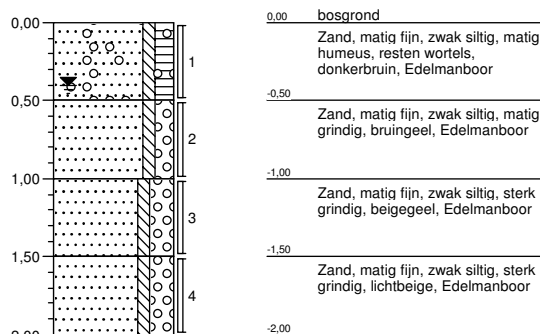 0,00
0,50
1,00
1,50
2,00
1
2
3
4
0,00 bosgrond
Zand, matig fijn, zwak siltig, matig
humeus, resten wortels,
donkerbruin, Edelmanboor
-0,50
Zand, matig fijn, zwak siltig, matig
grindig, bruingeel, Edelmanboor
-1,00
Zand, matig fijn, zwak siltig, sterk
grindig, beigegeel, Edelmanboor
-1,50
Zand, matig fijn, zwak siltig, sterk
grindig, lichtbeige, Edelmanboor
-2,00